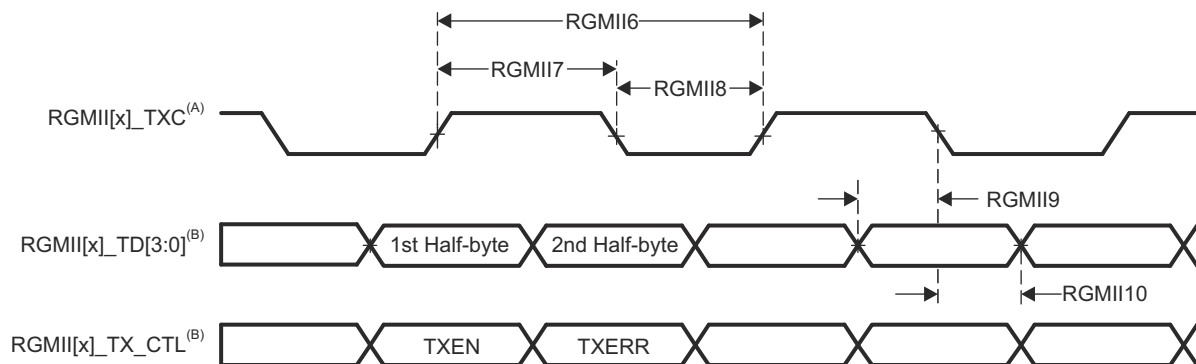 RGMII6
RGMII7
RGMII8
RGMII[x]_TXC(A)
RGMII9
RGMII[x]_TD[3:0](B)
1st Half-byte
2nd Half-byte
RGMII10
RGMII[x]_TX_CTL(B)
TXEN
TXERR